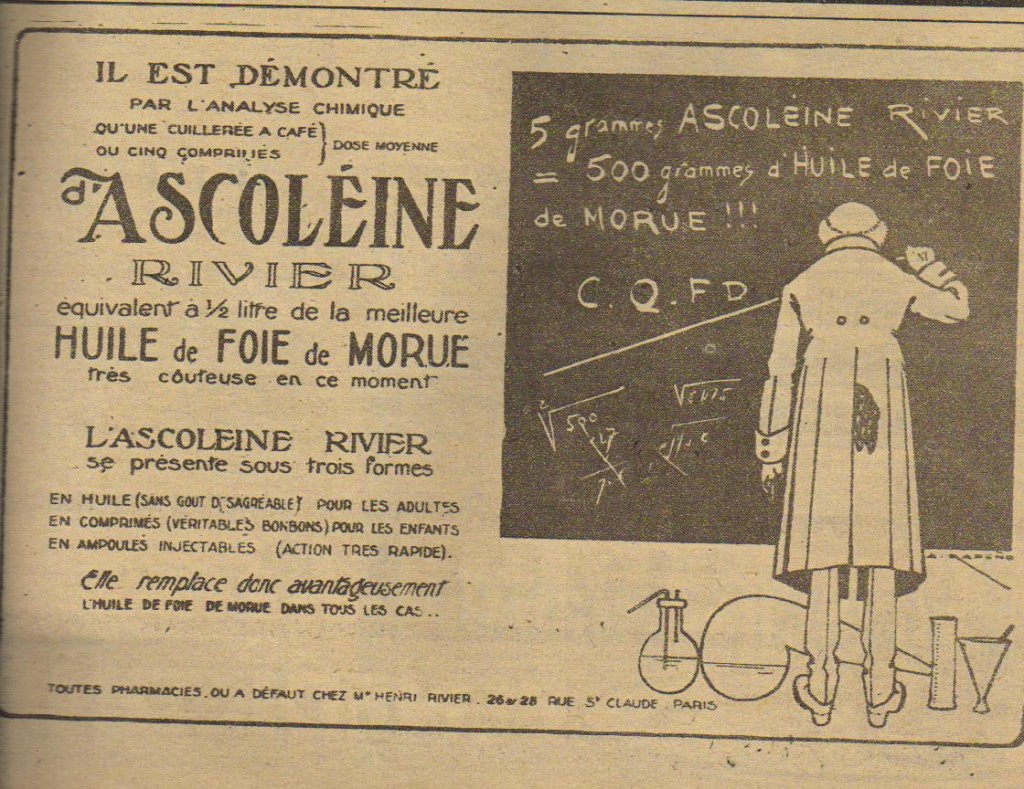 IL EST DÉMONTRÉ
PAR L'ANALYSE CHIMIQUE
QU'UNE CUILLERÉE A CAFÉ
OU CINQ COMPRIMÉS
DOSE MOYENNE
d'ASCOLÉINE
RIVIER
équivalent à ½ litre de la meilleure
HUILE de FOIE de MORUE
très coûteuse en ce moment
L'ASCOLEINE RIVIER
se présente sous trois formes
EN HUILE (SANS GOUT DÉSAGRÉABLE) POUR LES ADULTES
EN COMPRIMÉS (VÉRITABLES BONBONS) POUR LES ENFANTS
EN AMPOULES INJECTABLES (ACTION TRES RAPIDE).
Elle remplace donc avantageusement
L'HUILE DE FOIE DE MORUE DANS TOUS LES CAS..
TOUTES PHARMACIES. OU A DÉFAUT CHEZ Mr HENRI RIVIER. 26 et 28 RUE St CLAUDE. PARIS
5 grammes ASCOLÉINE RIVIER
= 500 grammes d'HUILE de FOIE
de MORUE !!!
C.Q.FD
A. RAPEÑO